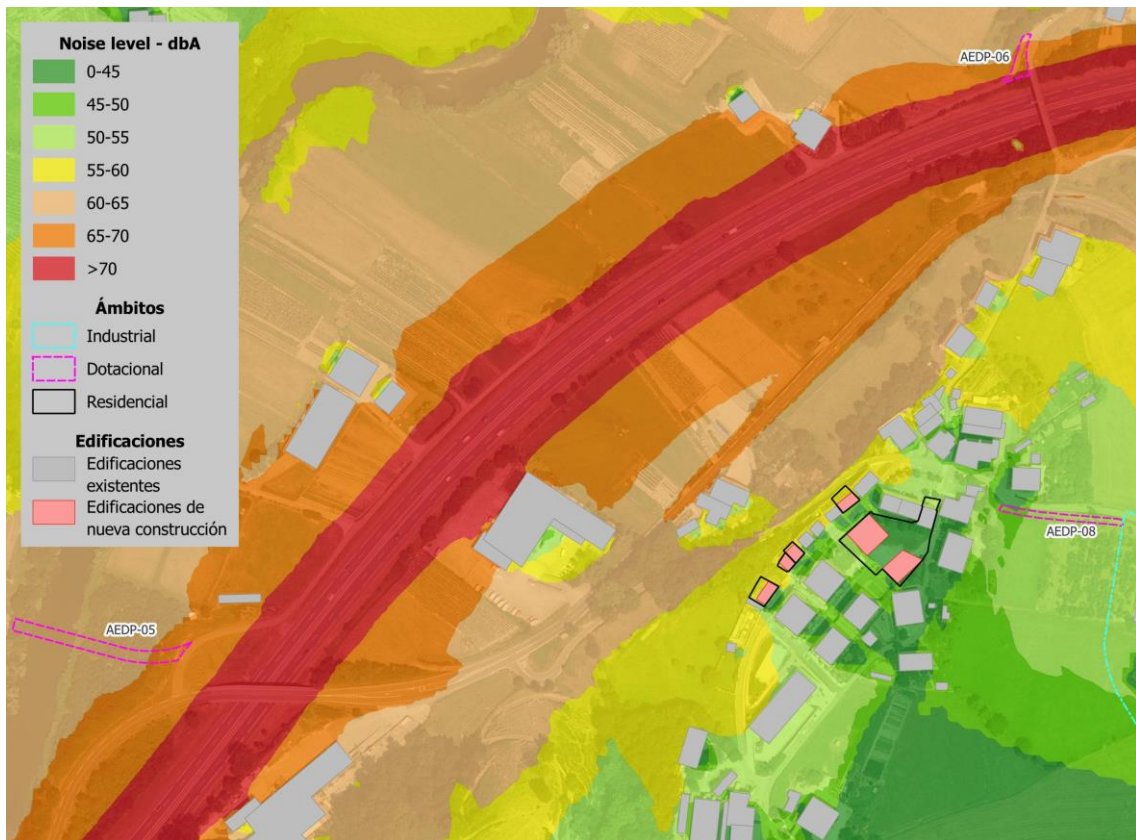 Noise level - dbA
0-45
45-50
50-55
55-60
60-65
65-70
>70
Ámbitos
Industrial
Dotacional
Residencial
Edificaciones
Edificaciones
existentes
Edificaciones de
nueva construcción
AEDP-06
AEDP-08
AEDP-05